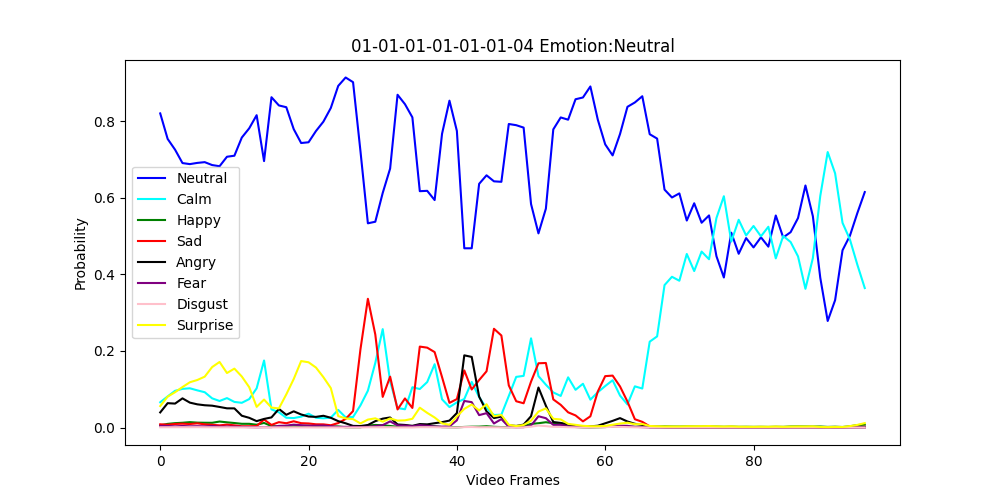 01-01-01-01-01-01-04 Emotion:Neutral
Probability
0.8
0.6
0.4
0.2
0.0
Neutral
Calm
Happy
Sad
Angry
Fear
Disgust
Surprise
0 20 40 60 80
Video Frames